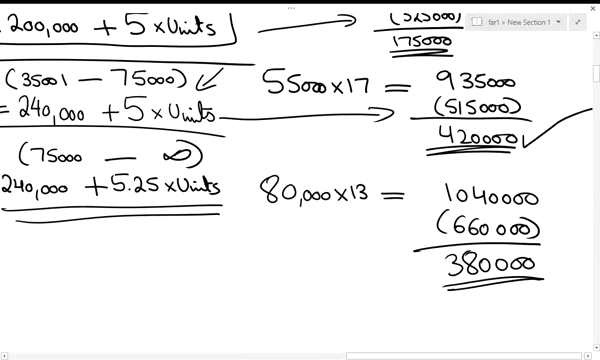 far1 > New Section 1
200,000 + 5 x Units
(325000)
175000
(35001 — 75000)
55000 x 17 = 935000
= 240,000 + 5 x Units
(515000)
420000
(75000 — ∞)
240,000 + 5.25 x Units
80,000 x 13 = 1040000
(660000)
380000